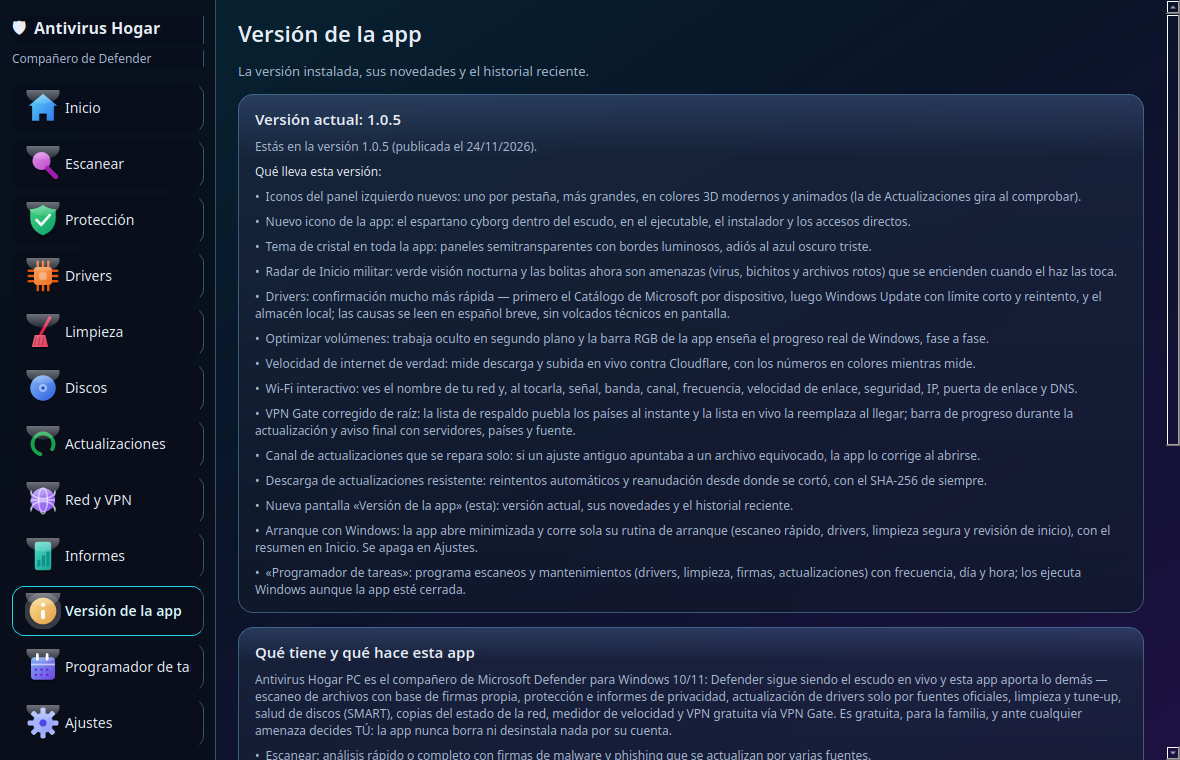 Antivirus Hogar
Compañero de Defender
Inicio
Escanear
Protección
Drivers
Limpieza
Discos
Actualizaciones
Red y VPN
Informes
Versión de la app
Programador de ta
Ajustes
Versión de la app
La versión instalada, sus novedades y el historial reciente.
Versión actual: 1.0.5
Estás en la versión 1.0.5 (publicada el 24/11/2026).
Qué lleva esta versión:
• Iconos del panel izquierdo nuevos: uno por pestaña, más grandes, en colores 3D modernos y animados (la de Actualizaciones gira al comprobar).
• Nuevo icono de la app: el espartano cyborg dentro del escudo, en el ejecutable, el instalador y los accesos directos.
• Tema de cristal en toda la app: paneles semitransparentes con bordes luminosos, adiós al azul oscuro triste.
• Radar de Inicio militar: verde visión nocturna y las bolitas ahora son amenazas (virus, bichitos y archivos rotos) que se encienden cuando el haz las toca.
• Drivers: confirmación mucho más rápida — primero el Catálogo de Microsoft por dispositivo, luego Windows Update con límite corto y reintento, y el
almacén local; las causas se leen en español breve, sin volcados técnicos en pantalla.
• Optimizar volúmenes: trabaja oculto en segundo plano y la barra RGB de la app enseña el progreso real de Windows, fase a fase.
• Velocidad de internet de verdad: mide descarga y subida en vivo contra Cloudflare, con los números en colores mientras mide.
• Wi-Fi interactivo: ves el nombre de tu red y, al tocarla, señal, banda, canal, frecuencia, velocidad de enlace, seguridad, IP, puerta de enlace y DNS.
• VPN Gate corregido de raíz: la lista de respaldo puebla los países al instante y la lista en vivo la reemplaza al llegar; barra de progreso durante la
actualización y aviso final con servidores, países y fuente.
• Canal de actualizaciones que se repara solo: si un ajuste antiguo apuntaba a un archivo equivocado, la app lo corrige al abrirse.
• Descarga de actualizaciones resistente: reintentos automáticos y reanudación desde donde se cortó, con el SHA-256 de siempre.
• Nueva pantalla «Versión de la app» (esta): versión actual, sus novedades y el historial reciente.
• Arranque con Windows: la app abre minimizada y corre sola su rutina de arranque (escaneo rápido, drivers, limpieza segura y revisión de inicio), con el
resumen en Inicio. Se apaga en Ajustes.
• «Programador de tareas»: programa escaneos y mantenimientos (drivers, limpieza, firmas, actualizaciones) con frecuencia, día y hora; los ejecuta
Windows aunque la app esté cerrada.
Qué tiene y qué hace esta app
Antivirus Hogar PC es el compañero de Microsoft Defender para Windows 10/11: Defender sigue siendo el escudo en vivo y esta app aporta lo demás —
escaneo de archivos con base de firmas propia, protección e informes de privacidad, actualización de drivers solo por fuentes oficiales, limpieza y tune-up,
salud de discos (SMART), copias del estado de la red, medidor de velocidad y VPN gratuita vía VPN Gate. Es gratuita, para la familia, y ante cualquier
amenaza decides TÚ: la app nunca borra ni desinstala nada por su cuenta.
• Escanear: análisis rápido o completo con firmas de malware y phishing que se actualizan por varias fuentes.